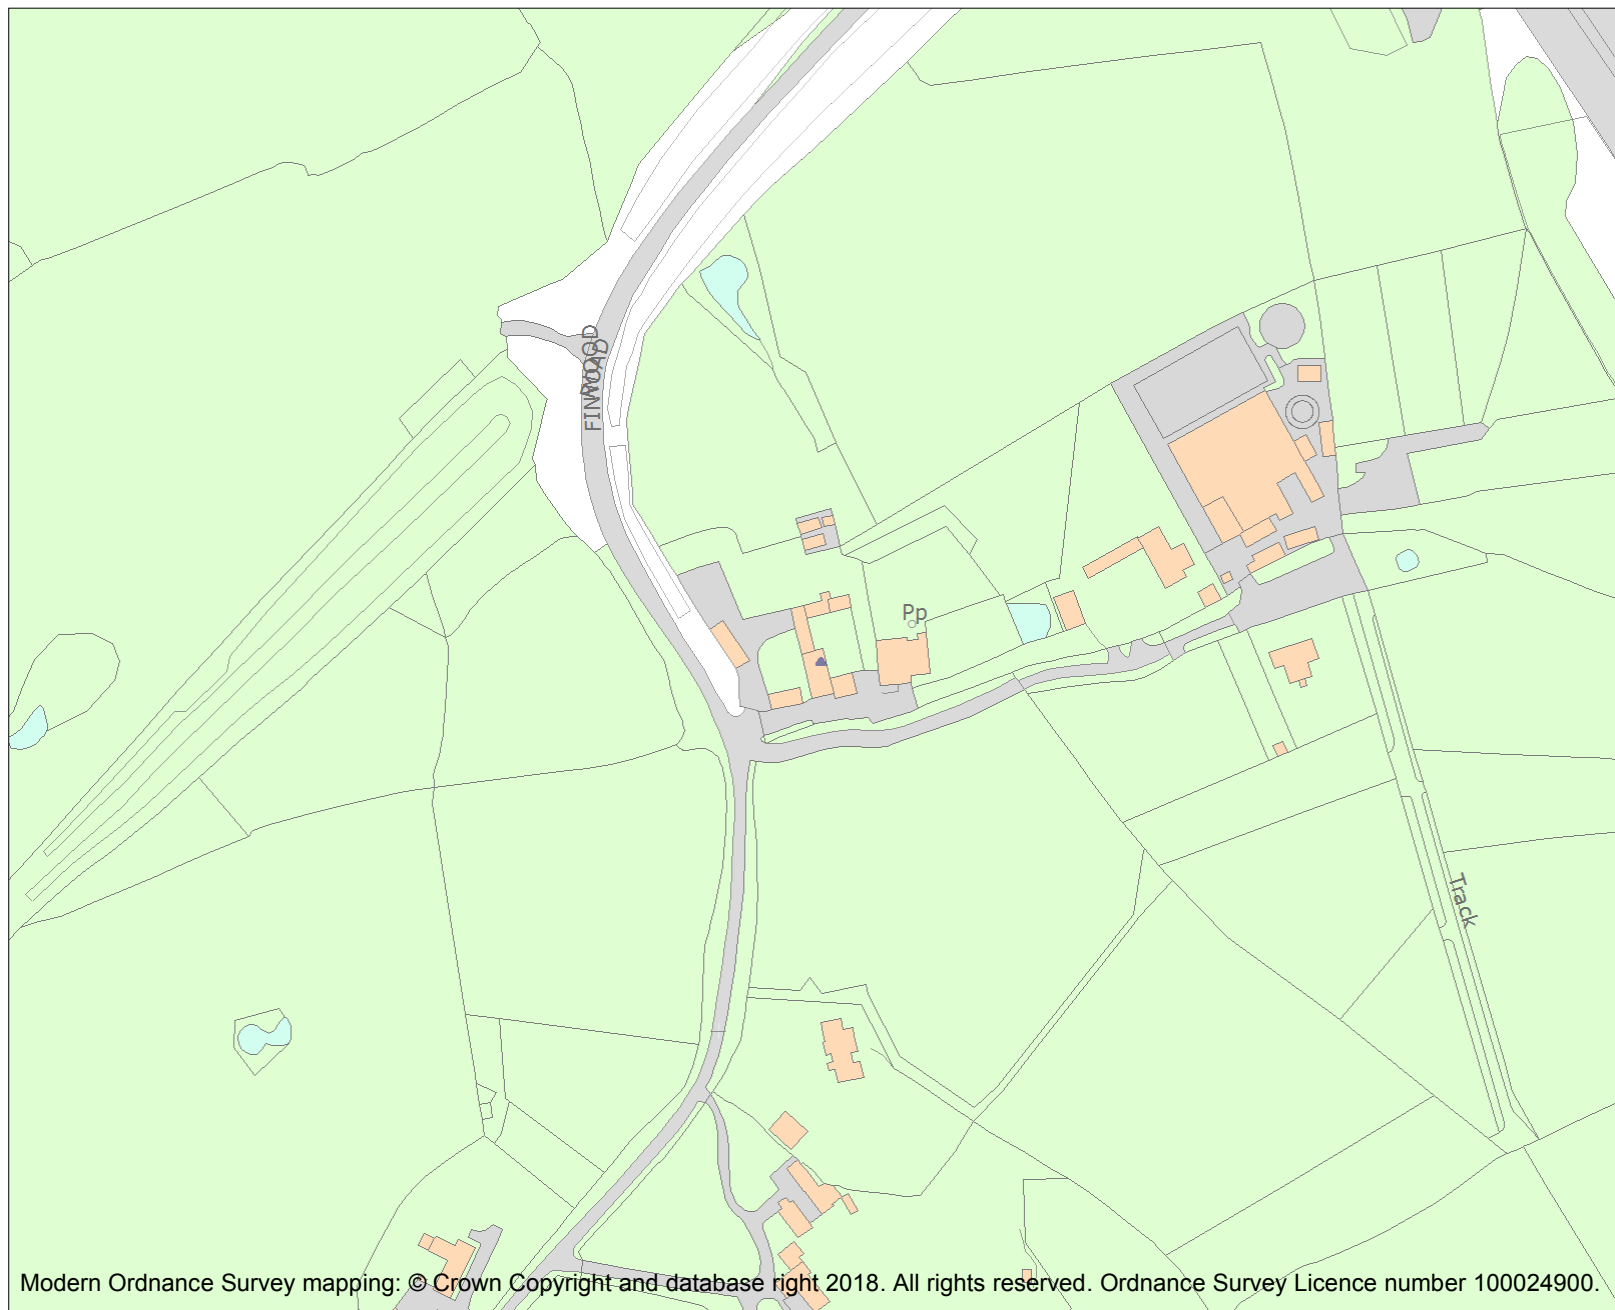 FINWOOD
ROAD
Pp
Track
Modern Ordnance Survey mapping: © Crown Copyright and database right 2018. All rights reserved. Ordnance Survey Licence number 100024900.